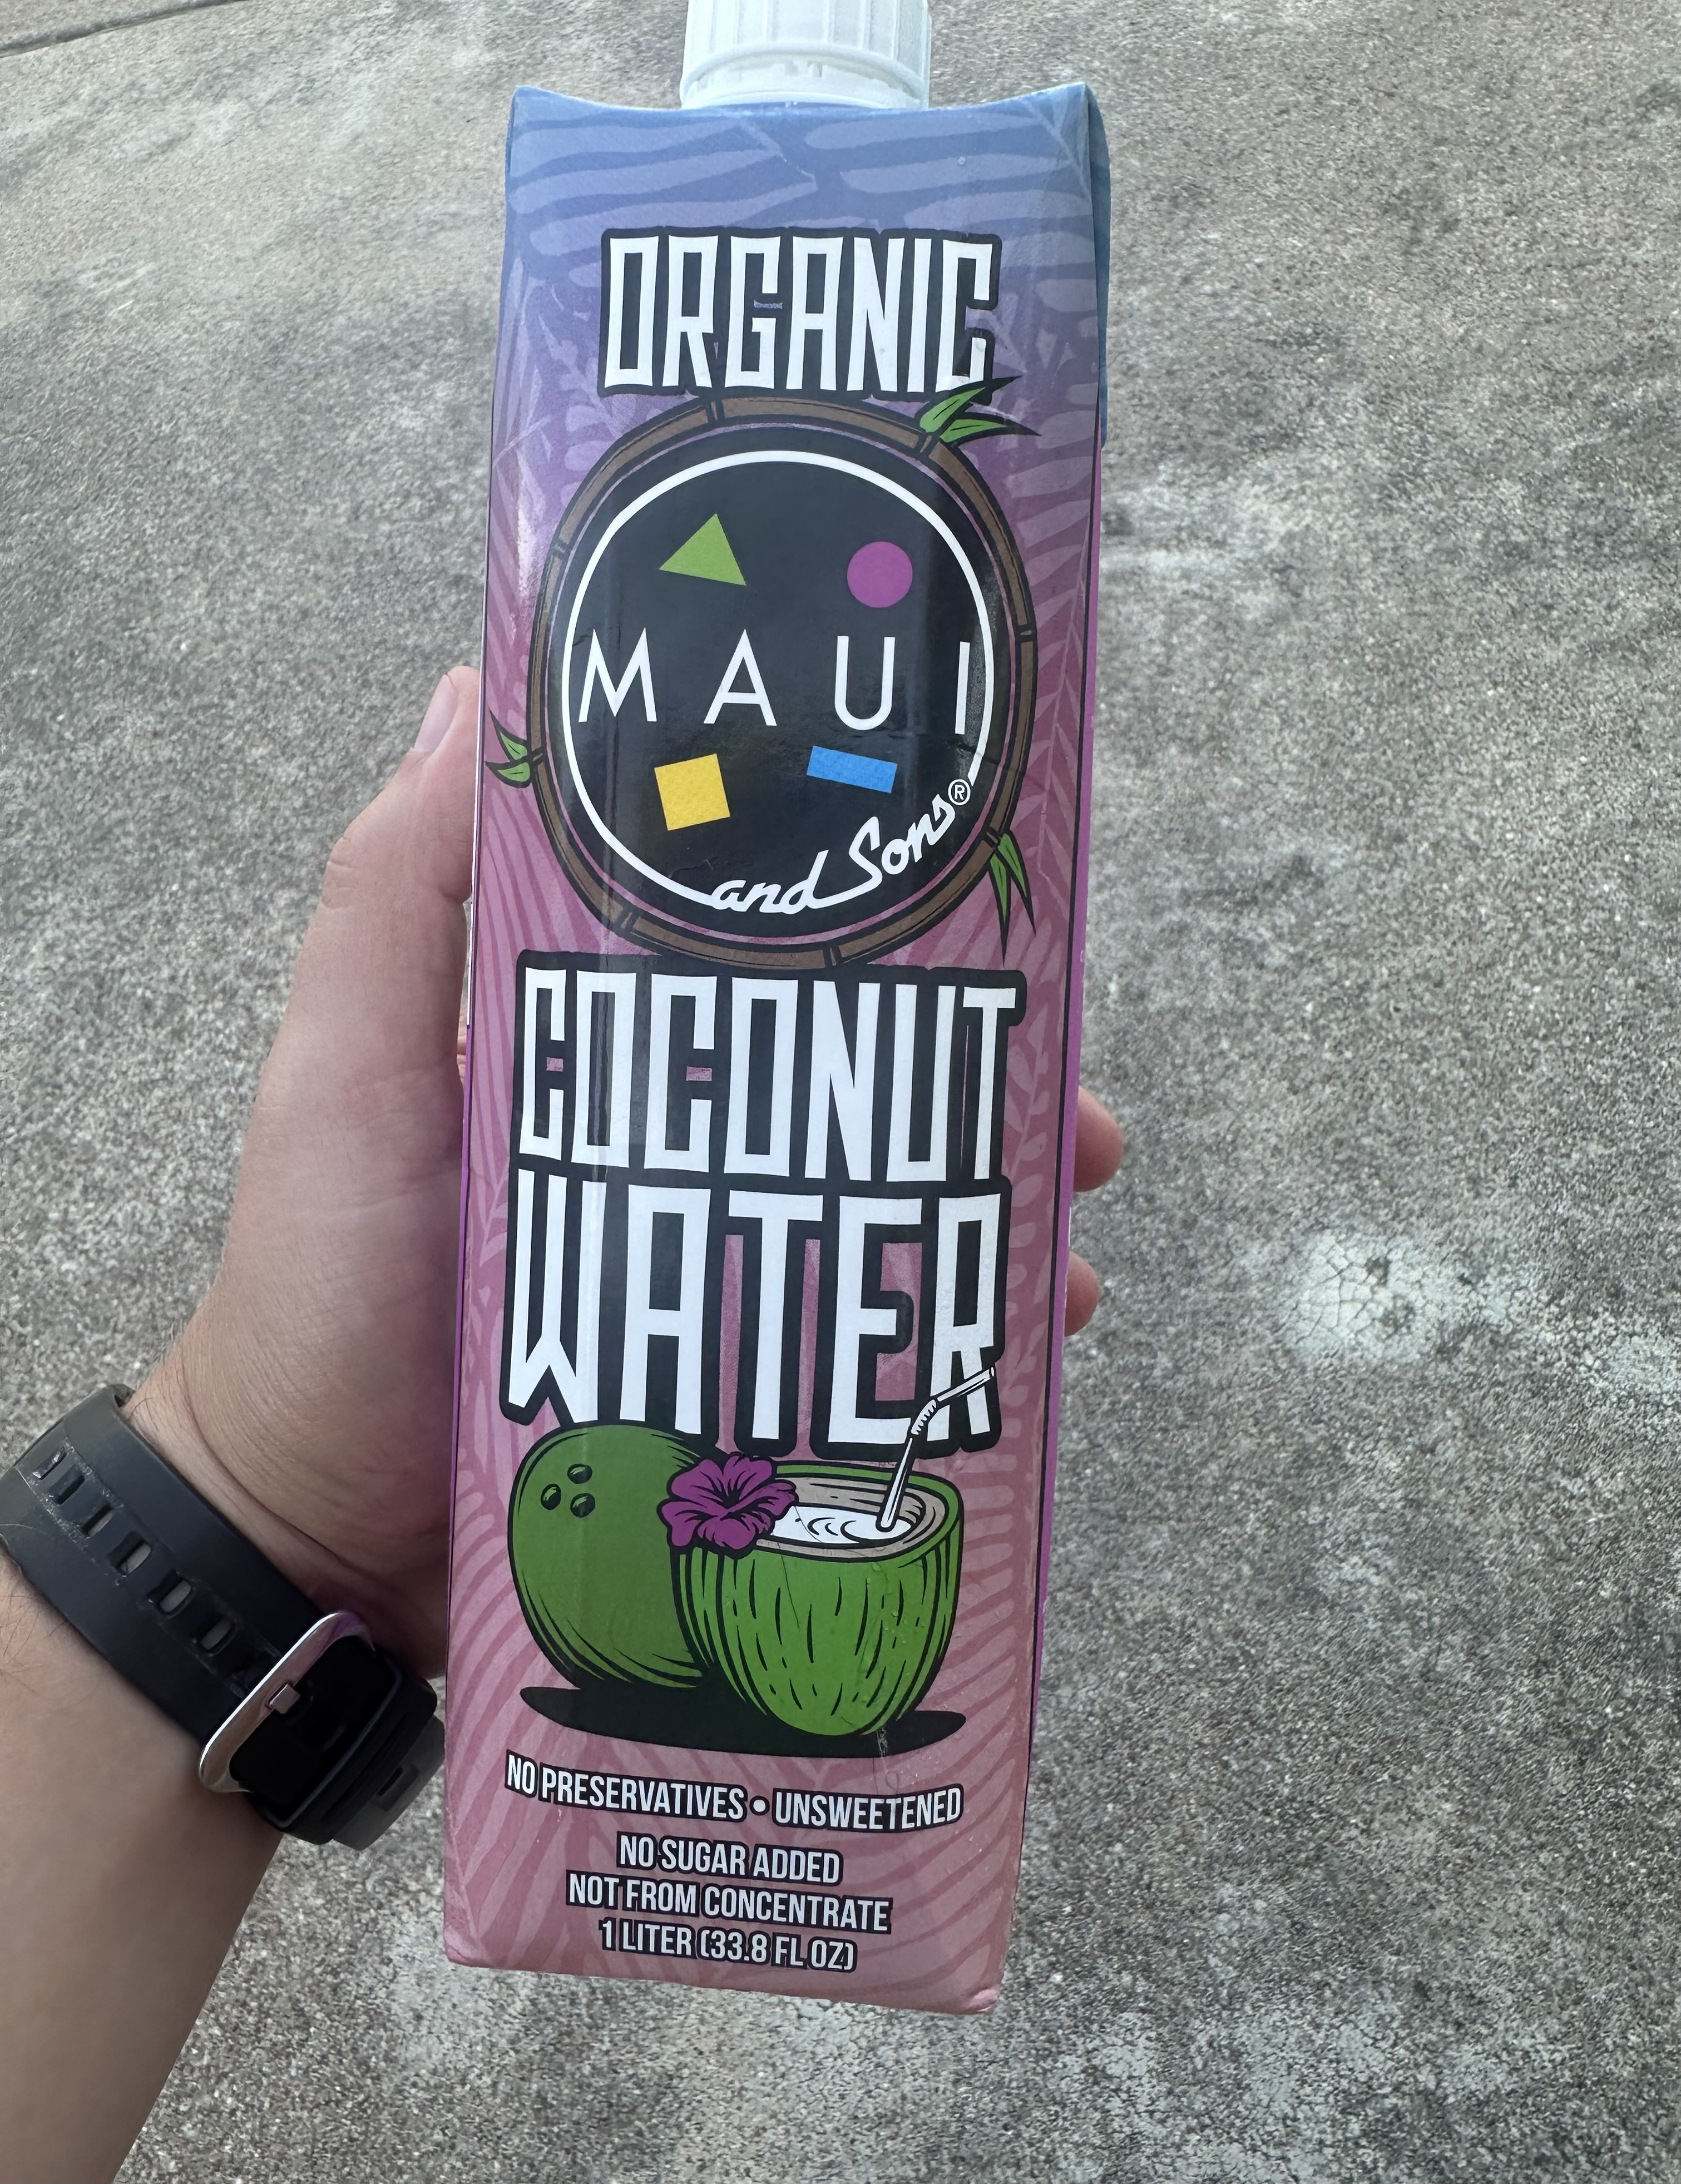 ORGANIC
MAUI
and Sons®
COCONUT
WATER
NO PRESERVATIVES • UNSWEETENED
NO SUGAR ADDED
NOT FROM CONCENTRATE
1 LITER (33.8 FL OZ)